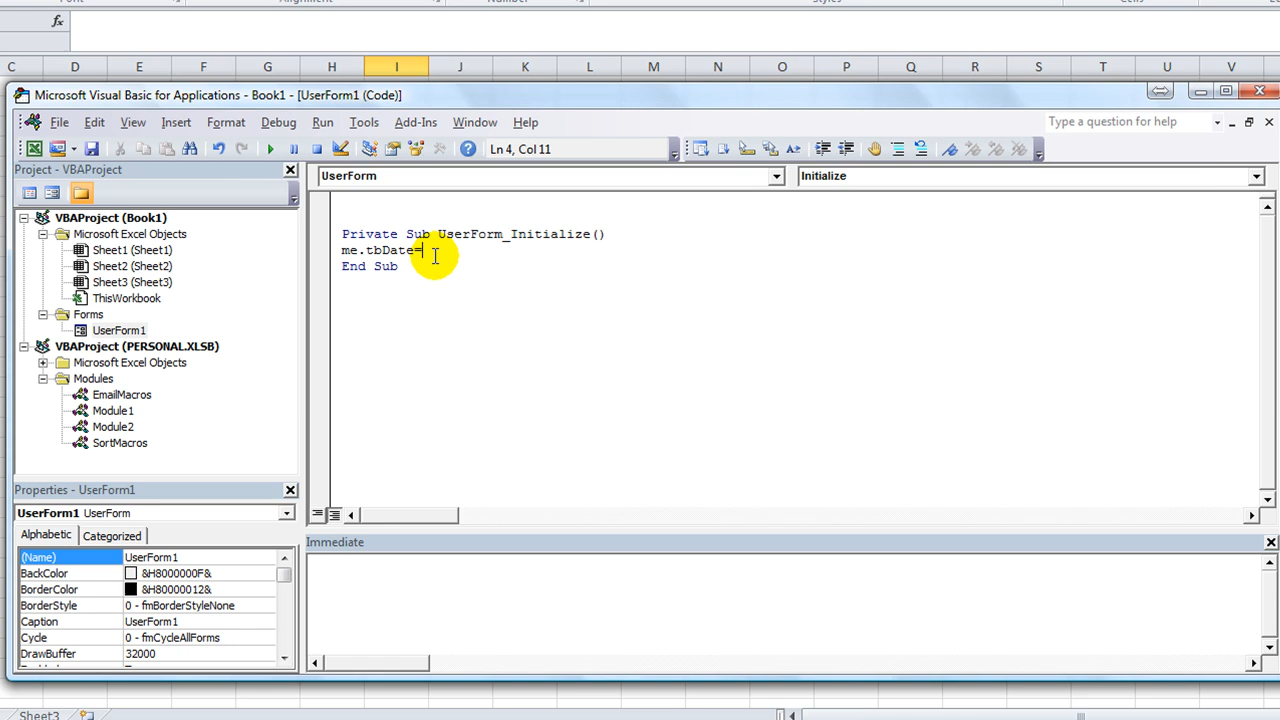 C D E F G H I J K L M N O P Q R S T U V
Microsoft Visual Basic for Applications - Book1 - [UserForm1 (Code)]
File Edit View Insert Format Debug Run Tools Add-Ins Window Help
Type a question for help
Ln 4, Col 11
Project - VBAProject
UserForm
Initialize
VBAProject (Book1)
Microsoft Excel Objects
Sheet1 (Sheet1)
Sheet2 (Sheet2)
Sheet3 (Sheet3)
ThisWorkbook
Forms
UserForm1
VBAProject (PERSONAL.XLSB)
Microsoft Excel Objects
Modules
EmailMacros
Module1
Module2
SortMacros
Private Sub UserForm_Initialize()
me.tbDate=
End Sub
Properties - UserForm1
UserForm1 UserForm
Alphabetic Categorized
(Name) UserForm1
BackColor &H8000000F&
BorderColor &H80000012&
BorderStyle 0 - fmBorderStyleNone
Caption UserForm1
Cycle 0 - fmCycleAllForms
DrawBuffer 32000
Immediate
Sheet3